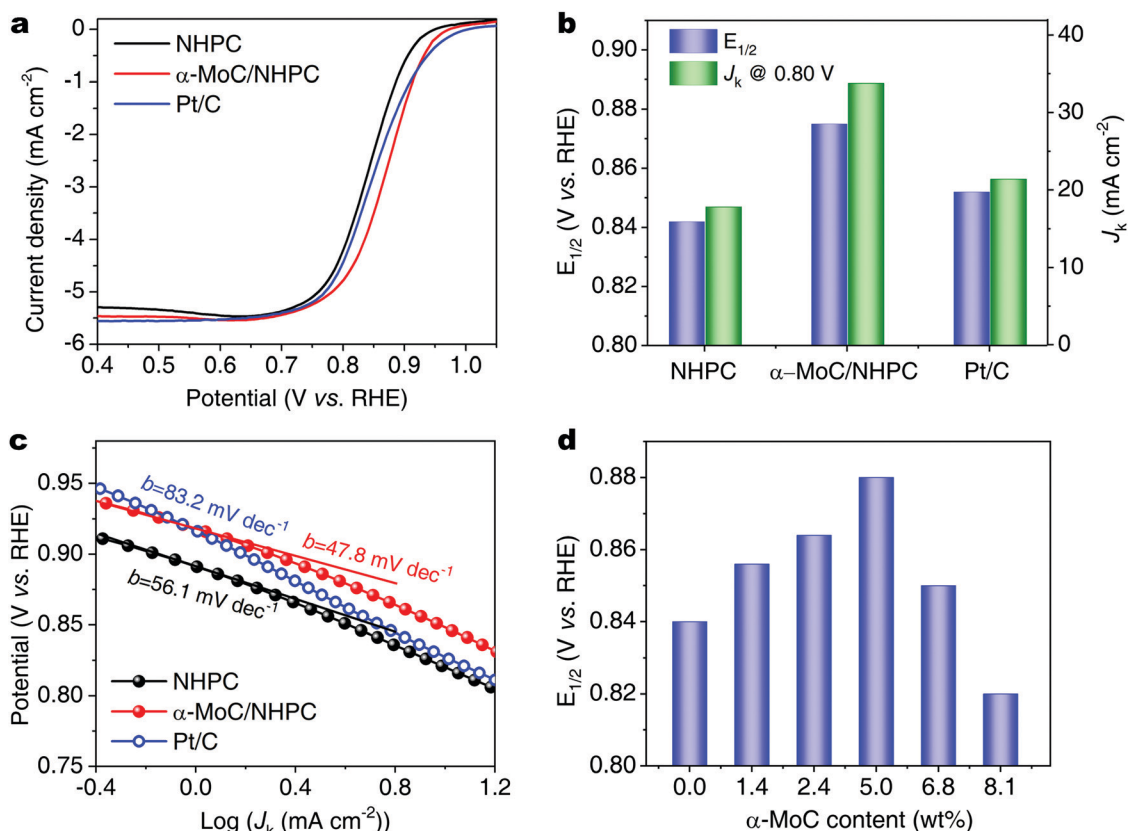 a
0
-1
-2
-3
-4
-5
-6
NHPC
α-MoC/NHPC
Pt/C
Current density (mA cm⁻²)
0.4 0.5 0.6 0.7 0.8 0.9 1.0
Potential (V vs. RHE)
b
0.90
0.88
0.86
0.84
0.82
0.80
E₁/₂ (V vs. RHE)
E₁/₂
Jₖ @ 0.80 V
40
30
20
10
0
Jₖ (mA cm⁻²)
NHPC α–MoC/NHPC Pt/C
c
0.95
0.90
0.85
0.80
0.75
Potential (V vs. RHE)
b=83.2 mV dec⁻¹
b=47.8 mV dec⁻¹
b=56.1 mV dec⁻¹
NHPC
α-MoC/NHPC
Pt/C
-0.4 0.0 0.4 0.8 1.2
Log (Jₖ (mA cm⁻²))
d
0.88
0.86
0.84
0.82
0.80
E₁/₂ (V vs. RHE)
0.0 1.4 2.4 5.0 6.8 8.1
α-MoC content (wt%)